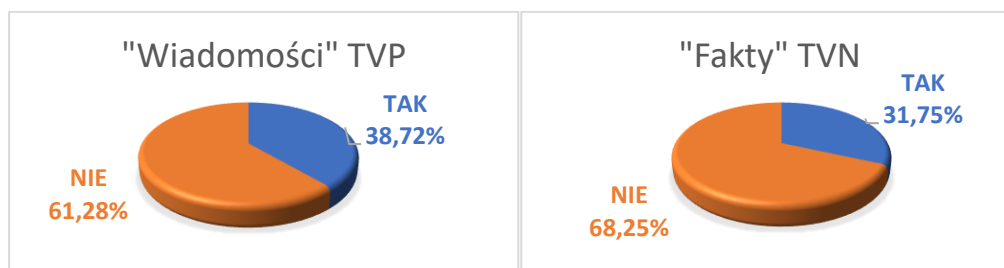 "Wiadomości" TVP
TAK
38,72%
NIE
61,28%
"Fakty" TVN
TAK
31,75%
NIE
68,25%